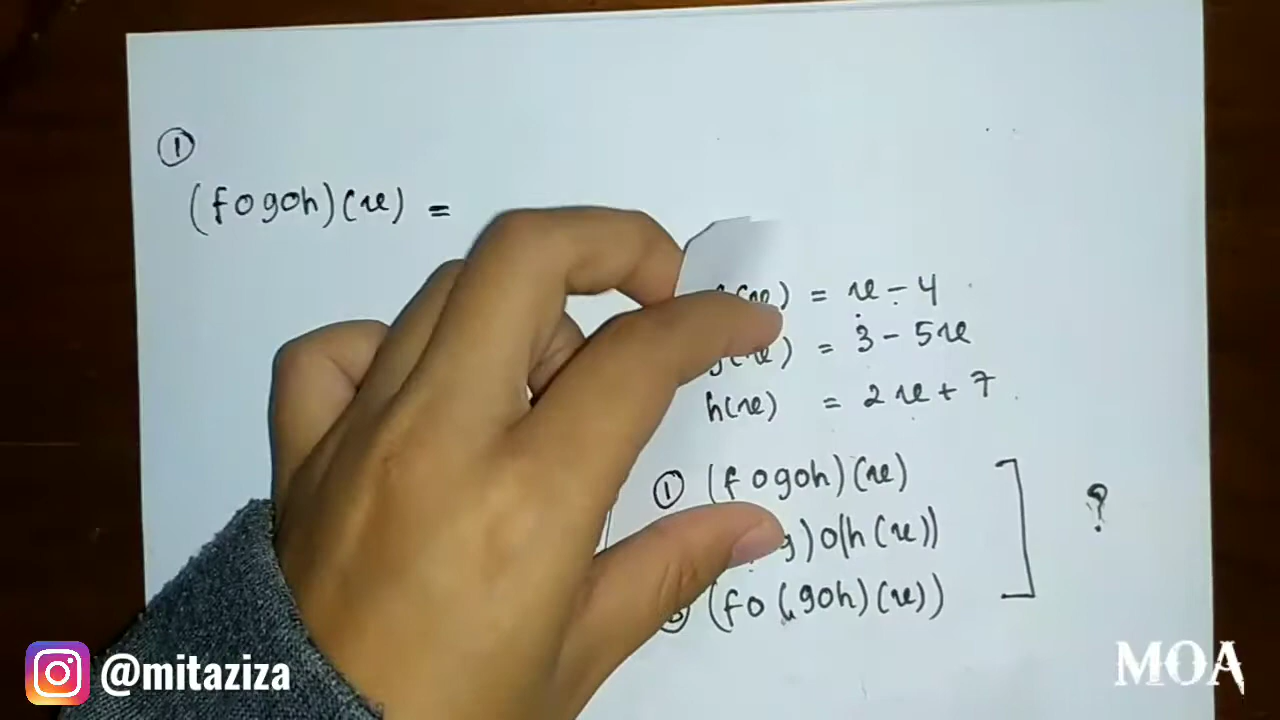 ①
(fogoh)(x) =
(x) = x - 4
(x) = 3 - 5x
h(x) = 2x + 7
① (fogoh)(x)
g)o(h(x))
(fo(goh)(x))
?
@mitaziza
MOA